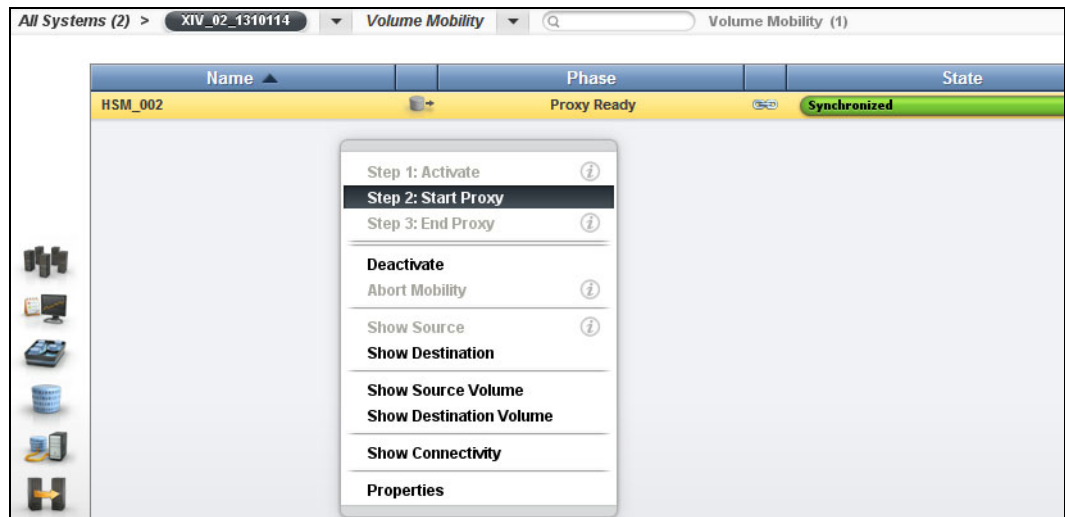 All Systems (2) > XIV_02_1310114 Volume Mobility Volume Mobility (1)
Name Phase State
HSM_002 Proxy Ready Synchronized
Step 1: Activate
Step 2: Start Proxy
Step 3: End Proxy
Deactivate
Abort Mobility
Show Source
Show Destination
Show Source Volume
Show Destination Volume
Show Connectivity
Properties